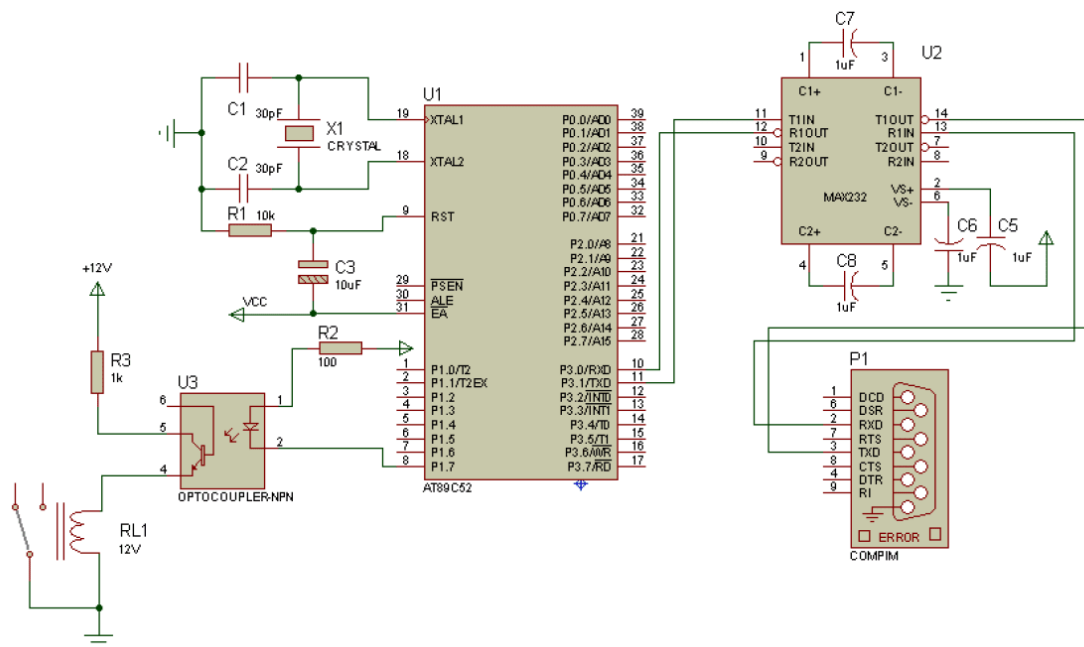 C7
1 3
1uF
U2
C1+ C1-
11 T1IN T1OUT 14
12 R1OUT R1IN 13
10 T2IN T2OUT 7
9 R2OUT R2IN 8
VS+ 2
VS- 6
MAX232
C2+ C2-
4 5
C8
1uF
C6
1uF
C5
1uF
C1
30pF
X1
CRYSTAL
C2
30pF
R1
10k
C3
10uF
VCC
U1
19 XTAL1
18 XTAL2
9 RST
29 PSEN
30 ALE
31 EA
1 P1.0/T2
2 P1.1/T2EX
3 P1.2
4 P1.3
5 P1.4
6 P1.5
7 P1.6
8 P1.7
P0.0/AD0 39
P0.1/AD1 38
P0.2/AD2 37
P0.3/AD3 36
P0.4/AD4 35
P0.5/AD5 34
P0.6/AD6 33
P0.7/AD7 32
P2.0/A8 21
P2.1/A9 22
P2.2/A10 23
P2.3/A11 24
P2.4/A12 25
P2.5/A13 26
P2.6/A14 27
P2.7/A15 28
P3.0/RXD 10
P3.1/TXD 11
P3.2/INT0 12
P3.3/INT1 13
P3.4/T0 14
P3.5/T1 15
P3.6/WR 16
P3.7/RD 17
AT89C52
+12V
R3
1k
R2
100
U3
6
5
4
1
2
OPTOCOUPLER-NPN
RL1
12V
P1
1 DCD
6 DSR
2 RXD
7 RTS
3 TXD
8 CTS
4 DTR
9 RI
ERROR
COMPIM